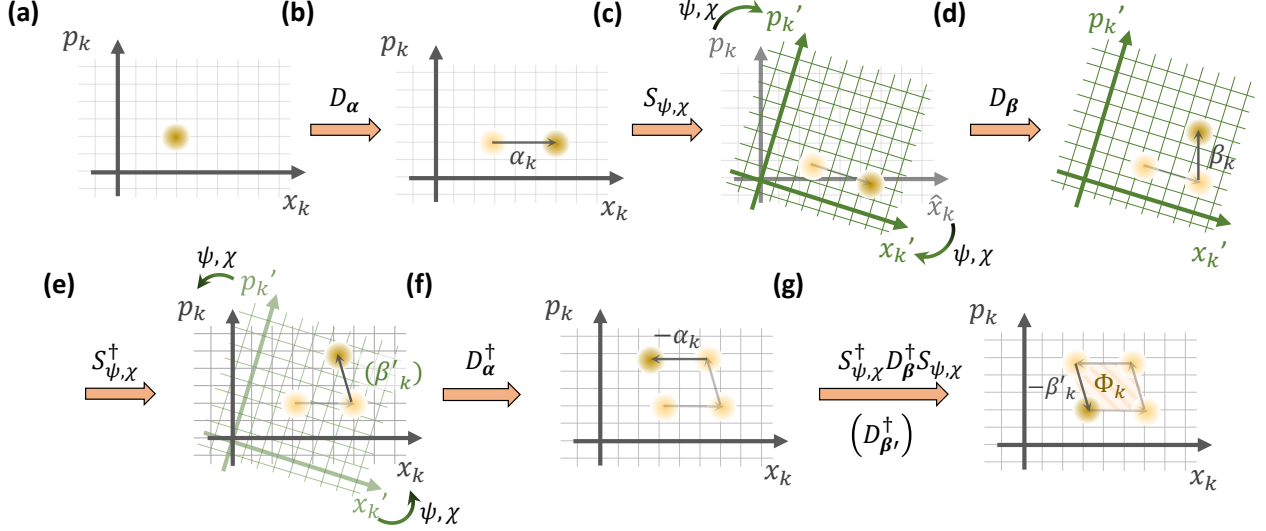 (a)
p_k
x_k
D_α
(b)
p_k
α_k
x_k
S_ψ,χ
(c)
ψ, χ
p_k'
p_k
x̂_k
x_k'
ψ, χ
D_β
(d)
p_k'
β_k
x_k'
S†_ψ,χ
(e)
ψ, χ
p_k'
p_k
(β'_k)
x_k
x_k'
ψ, χ
D†_α
(f)
p_k
−α_k
x_k
S†_ψ,χ D†_β S_ψ,χ
(D†_β′)
(g)
p_k
−β'_k
Φ_k
x_k